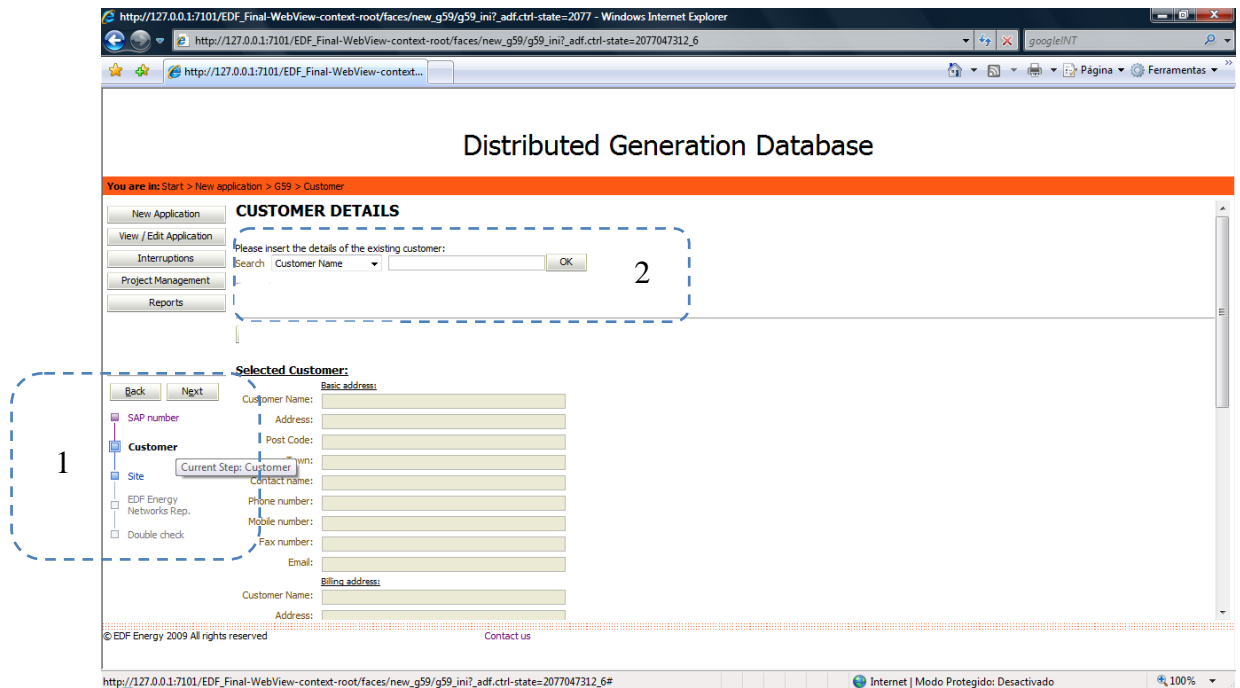 http://127.0.0.1:7101/EDF_Final-WebView-context-root/faces/new_g59/g59_ini?_adf.ctrl-state=2077 - Windows Internet Explorer
http://127.0.0.1:7101/EDF_Final-WebView-context-root/faces/new_g59/g59_ini?_adf.ctrl-state=2077047312_6
googleINT
http://127.0.0.1:7101/EDF_Final-WebView-context...
Página
Ferramentas
Distributed Generation Database
You are in: Start > New application > G59 > Customer
New Application
View / Edit Application
Interruptions
Project Management
Reports
CUSTOMER DETAILS
Please insert the details of the existing customer:
Search Customer Name OK
2
1
Back Next
SAP number
Customer
Current Step: Customer
Site
EDF Energy
Networks Rep.
Double check
Selected Customer:
Basic address:
Customer Name:
Address:
Post Code:
Town:
Contact name:
Phone number:
Mobile number:
Fax number:
Email:
Billing address:
Customer Name:
Address:
© EDF Energy 2009 All rights reserved
Contact us
http://127.0.0.1:7101/EDF_Final-WebView-context-root/faces/new_g59/g59_ini?_adf.ctrl-state=2077047312_6#
Internet | Modo Protegido: Desactivado
100%